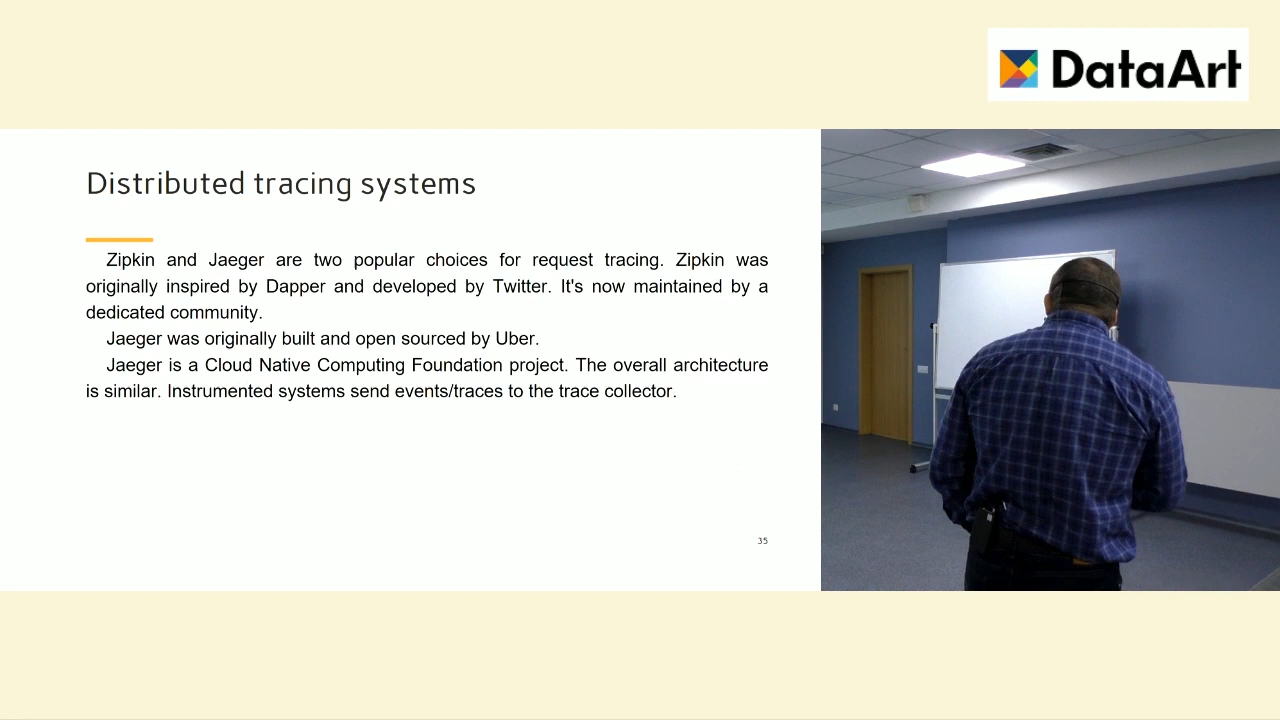 DataArt
Distributed tracing systems
Zipkin and Jaeger are two popular choices for request tracing. Zipkin was
originally inspired by Dapper and developed by Twitter. It's now maintained by a
dedicated community.
Jaeger was originally built and open sourced by Uber.
Jaeger is a Cloud Native Computing Foundation project. The overall architecture
is similar. Instrumented systems send events/traces to the trace collector.
35